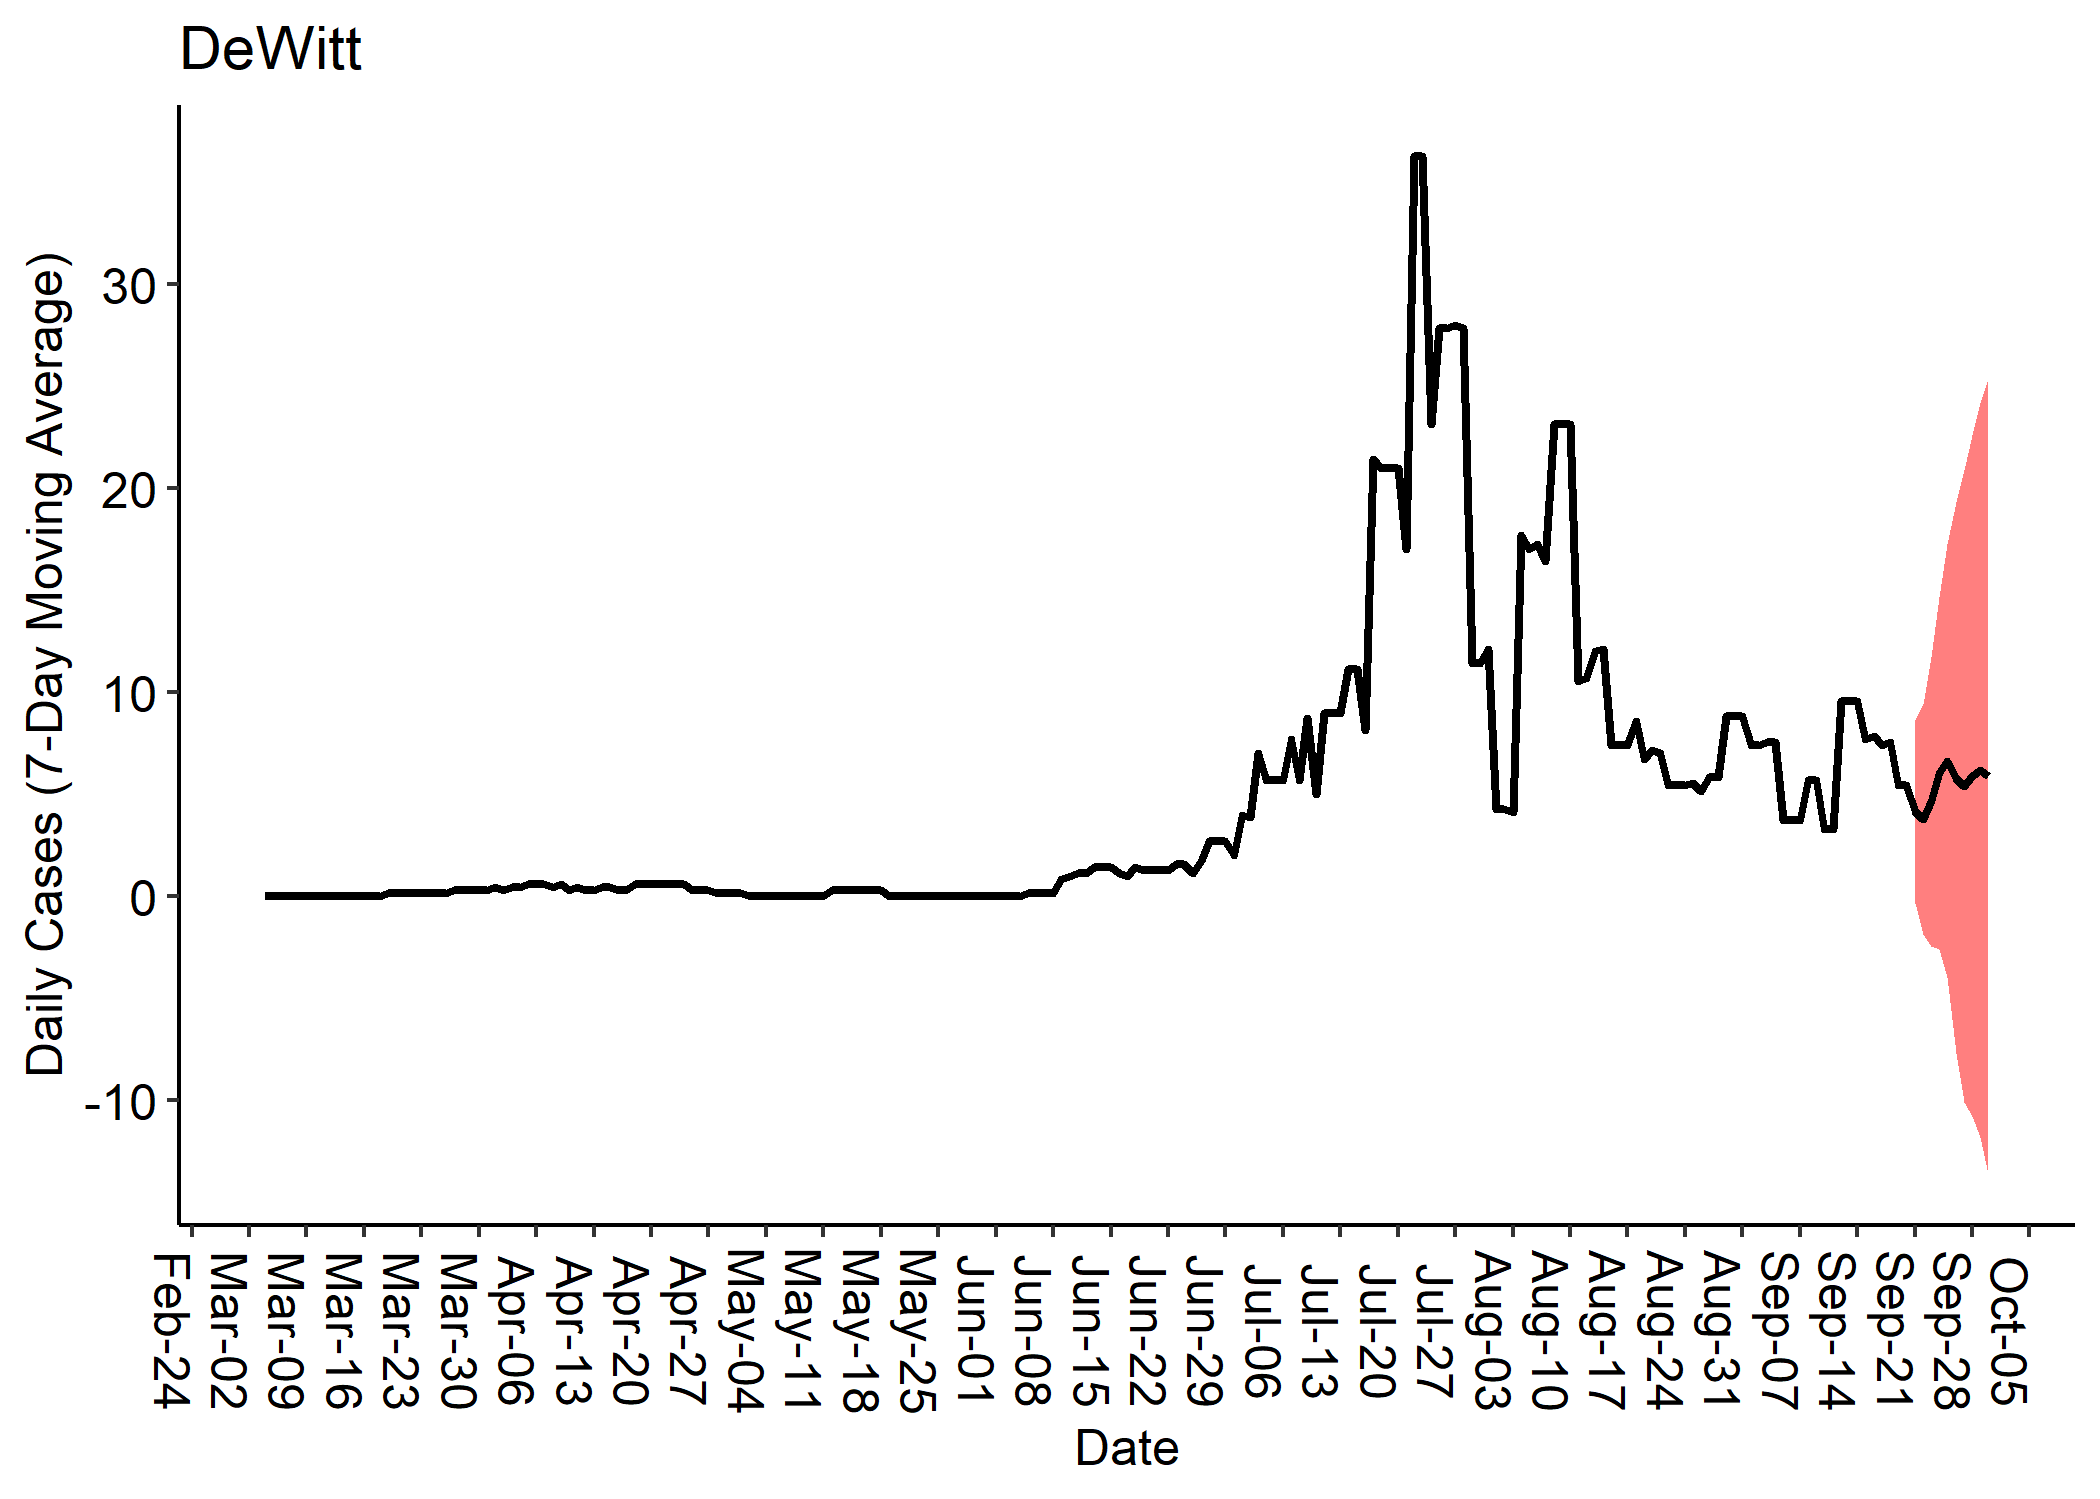 DeWitt
Daily Cases (7-Day Moving Average)
30
20
10
0
-10
Feb-24
Mar-02
Mar-09
Mar-16
Mar-23
Mar-30
Apr-06
Apr-13
Apr-20
Apr-27
May-04
May-11
May-18
May-25
Jun-01
Jun-08
Jun-15
Jun-22
Jun-29
Jul-06
Jul-13
Jul-20
Jul-27
Aug-03
Aug-10
Aug-17
Aug-24
Aug-31
Sep-07
Sep-14
Sep-21
Sep-28
Oct-05
Date